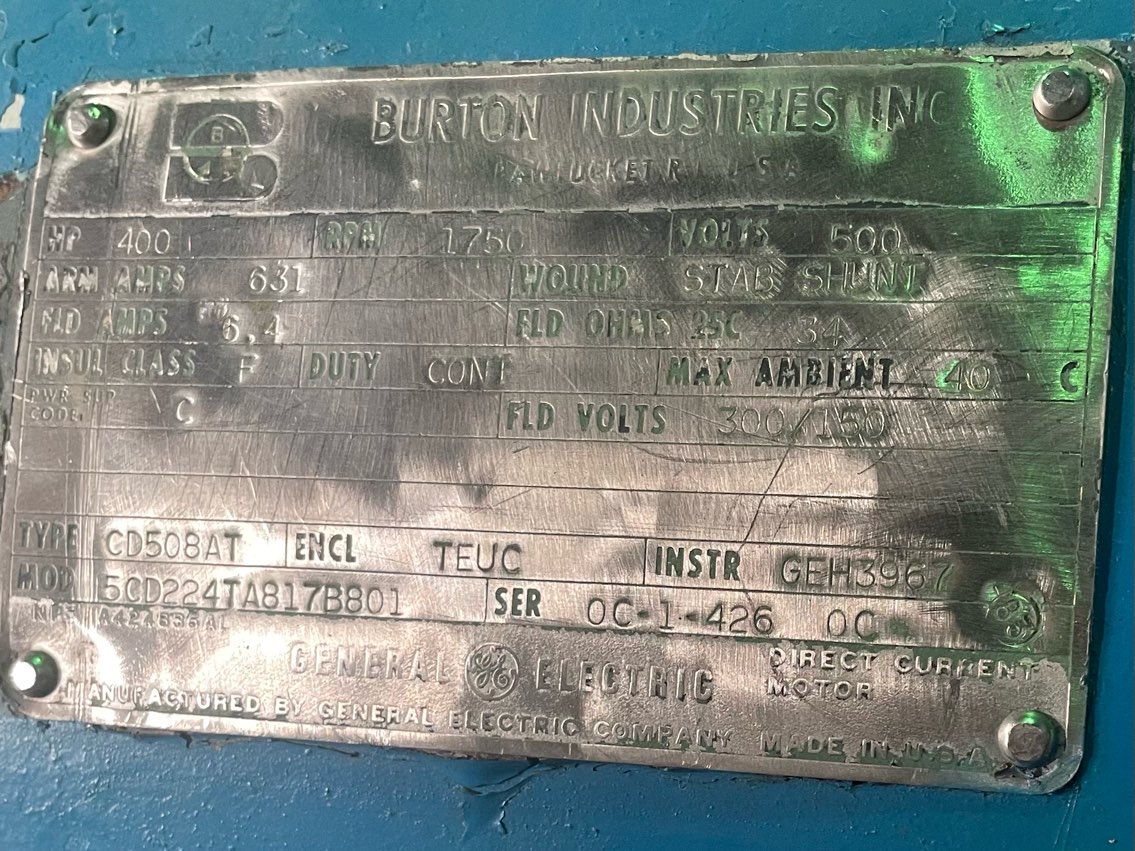 BURTON INDUSTRIES INC
PAWTUCKET R I U S A
HP 400 RPM 1750 VOLTS 500
ARM AMPS 631 WOUND STAB SHUNT
FLD AMPS 6.4 FLD OHMS 25C 34
INSUL CLASS F DUTY CONT MAX AMBIENT 40 C
PWR SUP
CODE. C FLD VOLTS 300/150
TYPE CD508AT ENCL TEUC INSTR GEH3967
MOD 5CD224TA817B801 SER OC-1-426 OC
GENERAL GE ELECTRIC DIRECT CURRENT
MOTOR
MANUFACTURED BY GENERAL ELECTRIC COMPANY MADE IN U.S.A.